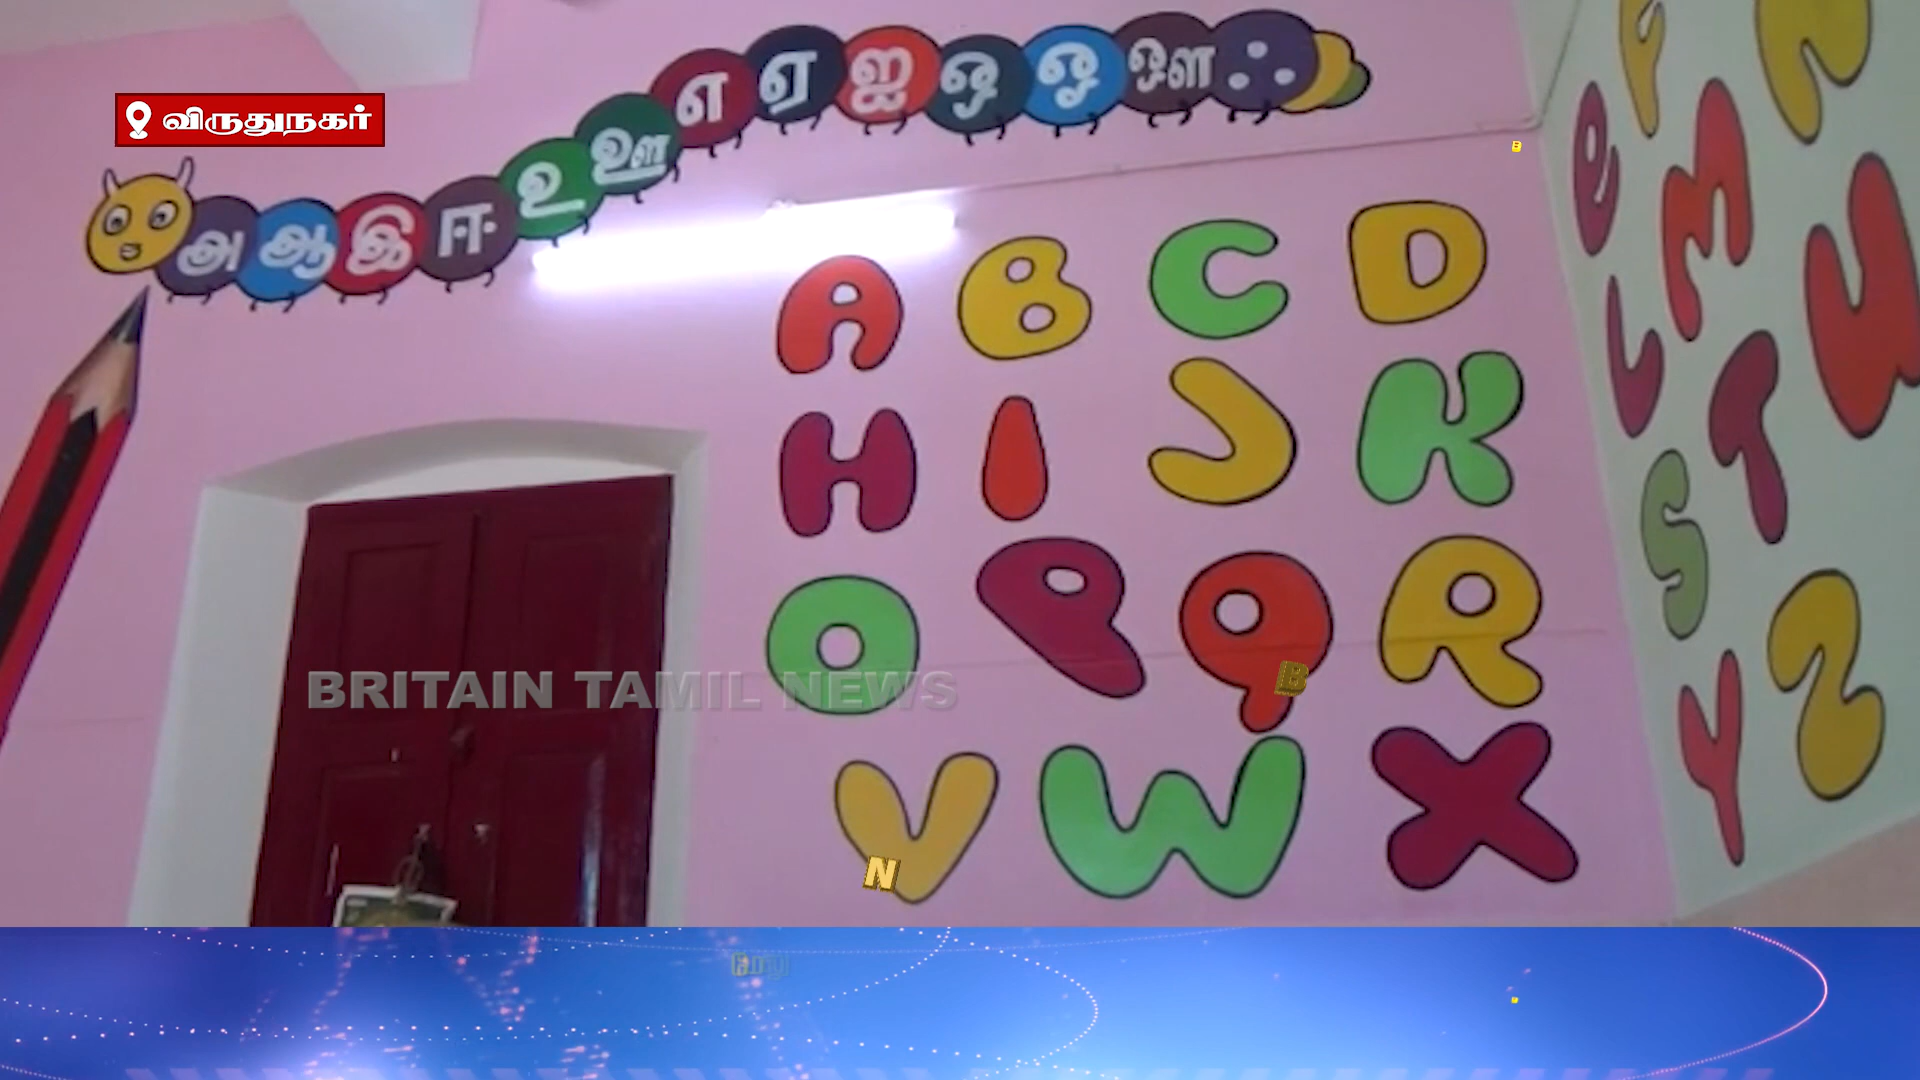 விருதுநகர்
அ ஆ இ ஈ உ ஊ எ ஏ ஐ ஒ ஓ ஔ ஃ
A B C D
H I J K
O P Q R
V W X
BRITAIN TAMIL NEWS
P N
e M U
L T
S Z
Y
B
N